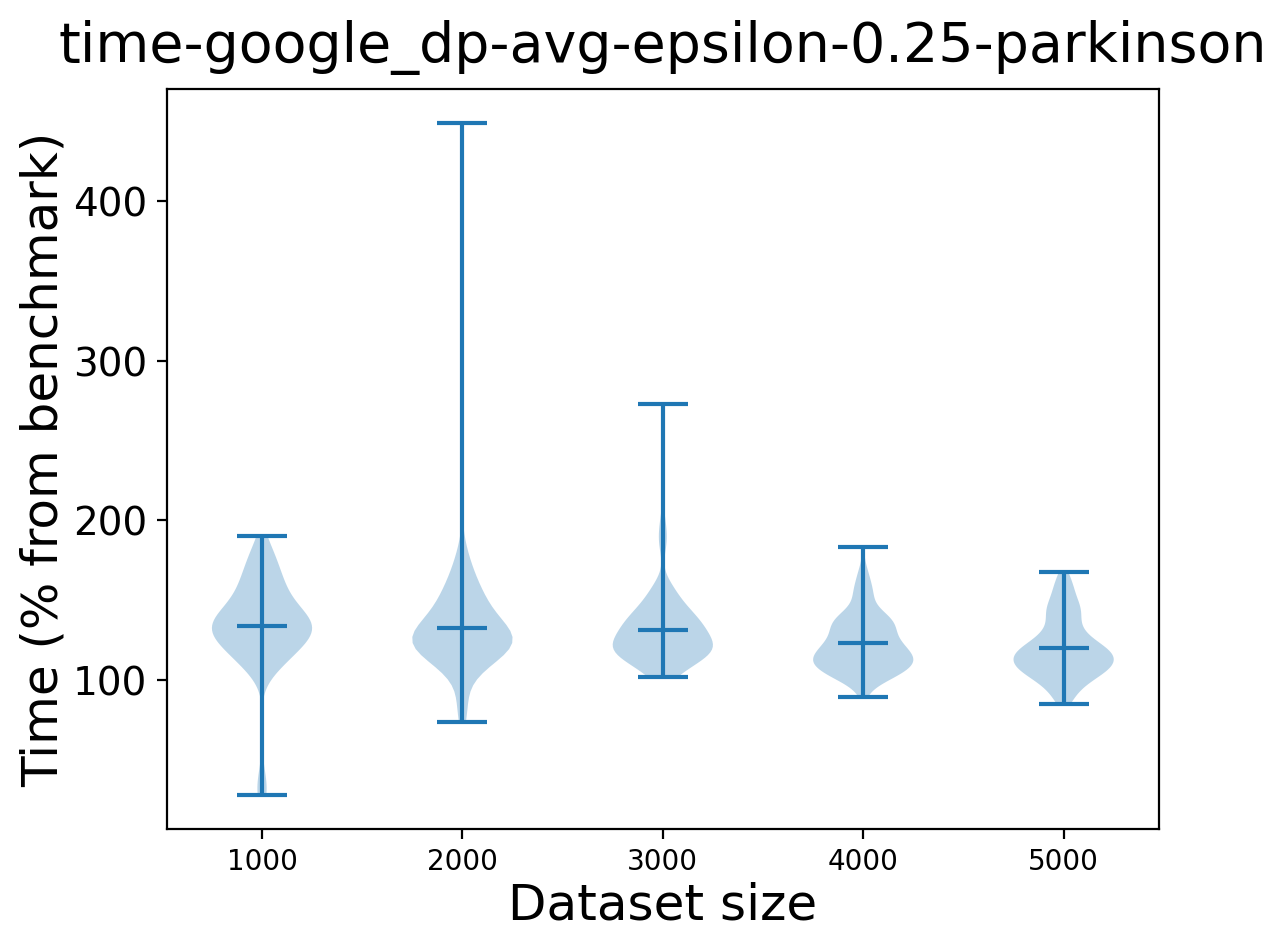 time-google_dp-avg-epsilon-0.25-parkinson
Time (% from benchmark)
400
300
200
100
1000 2000 3000 4000 5000
Dataset size